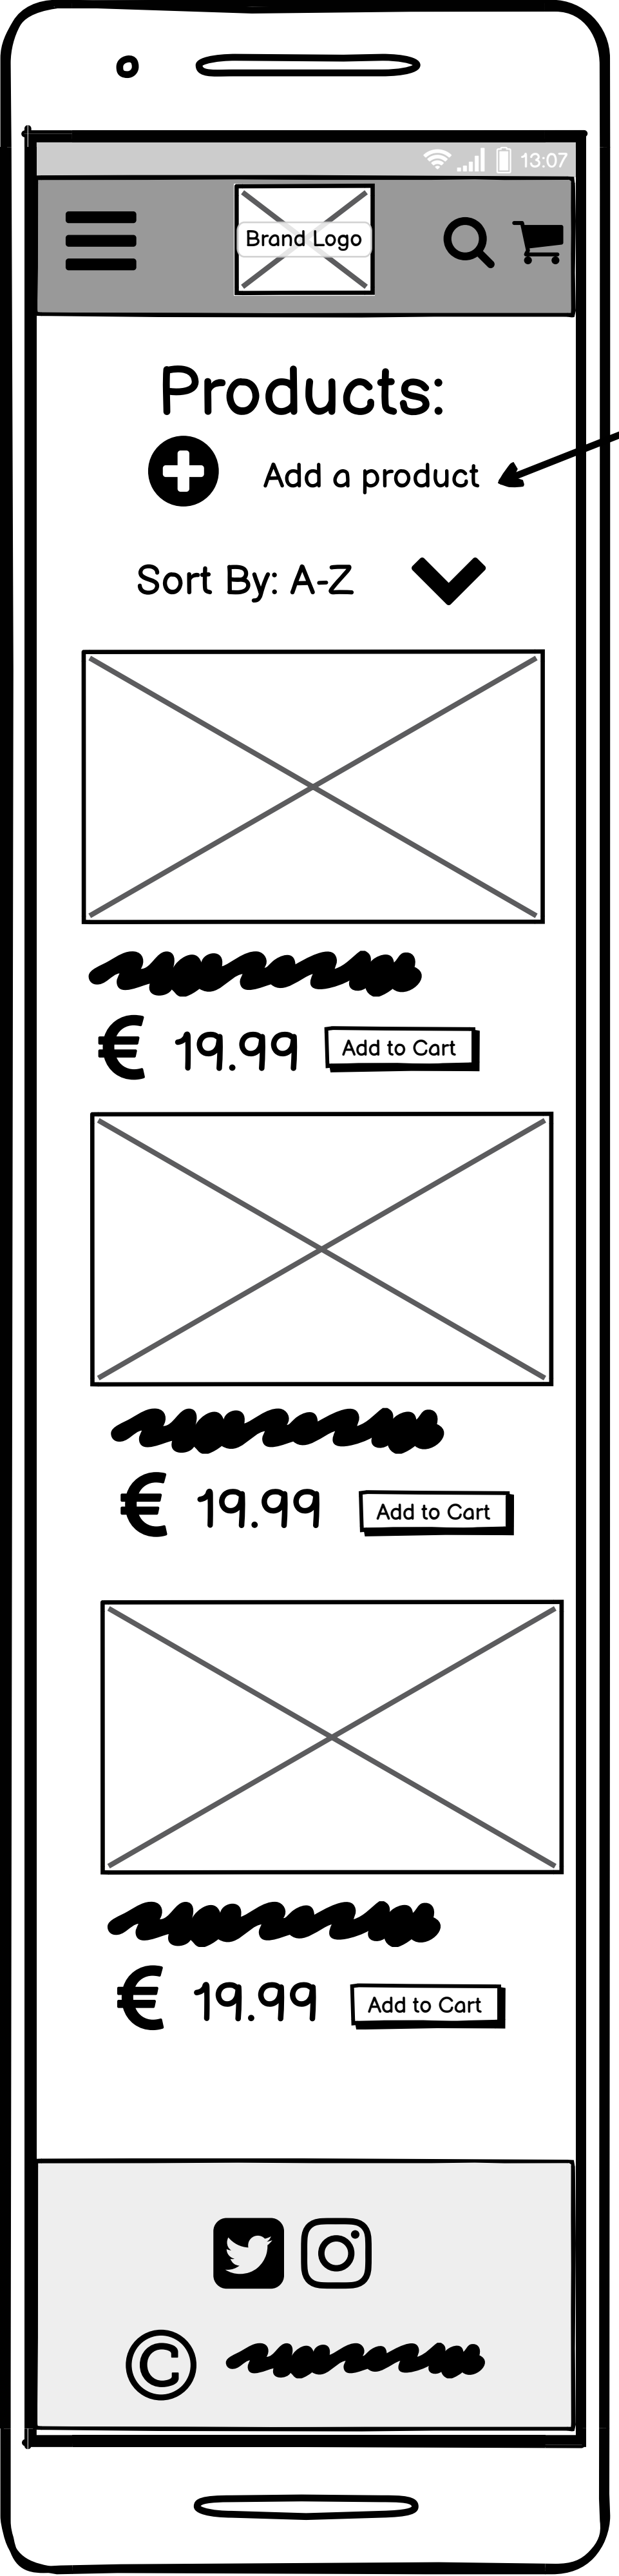 13:07
Brand Logo
Products:
Add a product
Sort By: A-Z
€ 19.99 Add to Cart
€ 19.99 Add to Cart
€ 19.99 Add to Cart
©